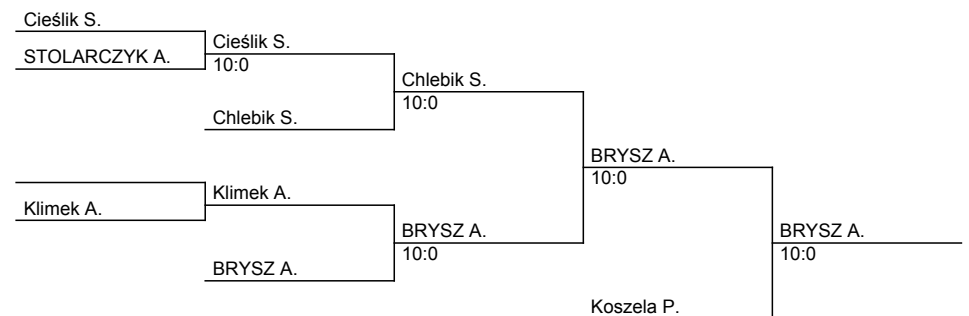 Cieślik S.
STOLARCZYK A.
Cieślik S.
10:0
Chlebik S.
10:0
Chlebik S.
BRYSZ A.
10:0
Klimek A.
Klimek A.
BRYSZ A.
10:0
BRYSZ A.
10:0
BRYSZ A.
Koszela P.